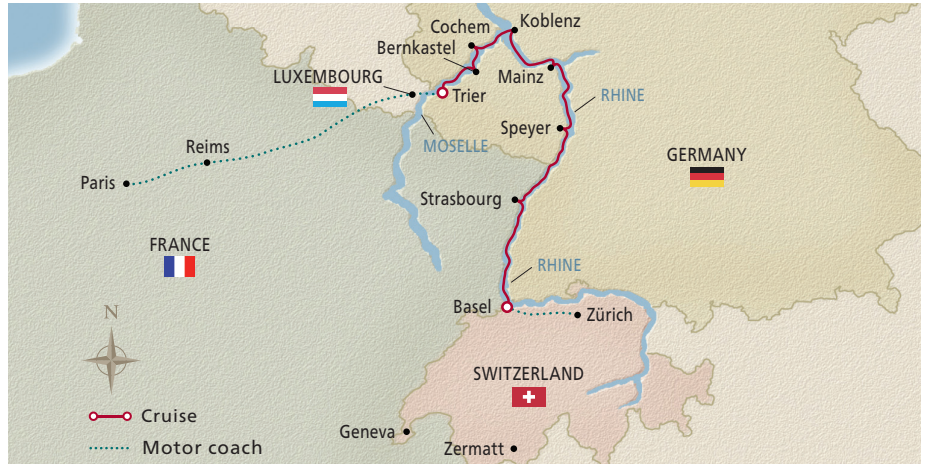 Cochem
Koblenz
Bernkastel
LUXEMBOURG
Mainz
Trier
RHINE
Speyer
MOSELLE
Reims
GERMANY
Paris
Strasbourg
FRANCE
RHINE
Basel
Zürich
N
SWITZERLAND
Cruise
Geneva
Motor coach
Zermatt